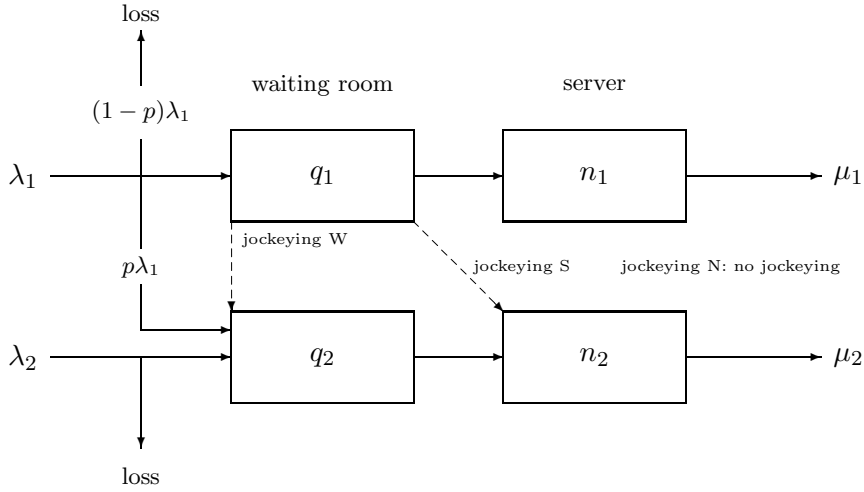 loss
waiting room server
(1 − p)λ₁
λ₁ q₁ n₁ μ₁
jockeying W
pλ₁ jockeying S jockeying N: no jockeying
λ₂ q₂ n₂ μ₂
loss